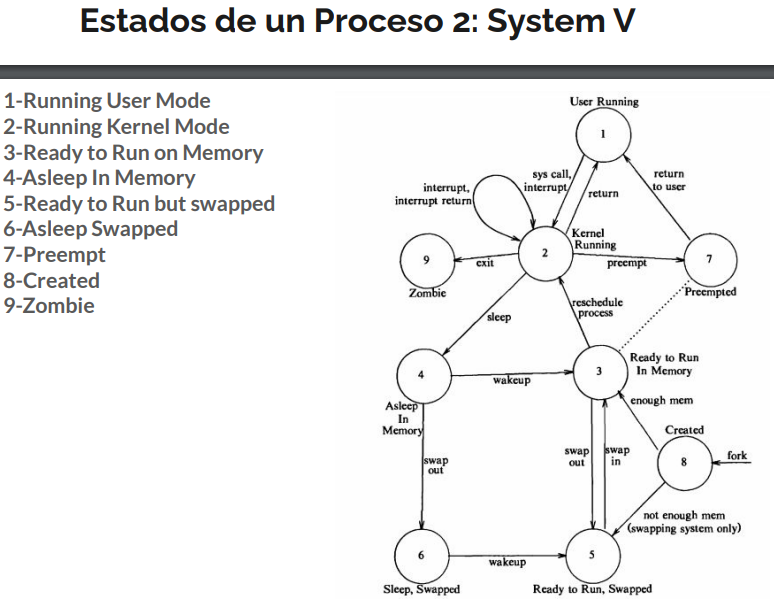 Estados de un Proceso 2: System V
1-Running User Mode
2-Running Kernel Mode
3-Ready to Run on Memory
4-Asleep In Memory
5-Ready to Run but swapped
6-Asleep Swapped
7-Preempt
8-Created
9-Zombie
User Running
1
sys call,
interrupt
return
return
to user
interrupt,
interrupt return
Kernel
Running
2
9
exit
Zombie
preempt
7
Preempted
sleep
reschedule
process
4
wakeup
3
Ready to Run
In Memory
Asleep
In
Memory
enough mem
Created
swap
out
swap
out
swap
in
8
fork
not enough mem
(swapping system only)
6
wakeup
5
Sleep, Swapped
Ready to Run, Swapped